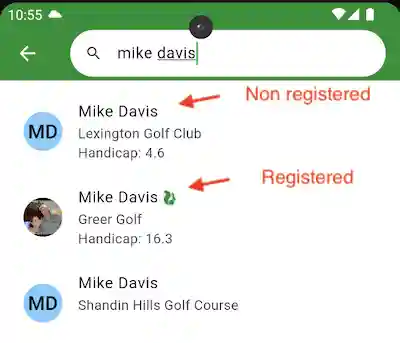 10:55
mike davis
Non registered
MD
Mike Davis
Lexington Golf Club
Handicap: 4.6
Registered
Mike Davis
Greer Golf
Handicap: 16.3
MD
Mike Davis
Shandin Hills Golf Course